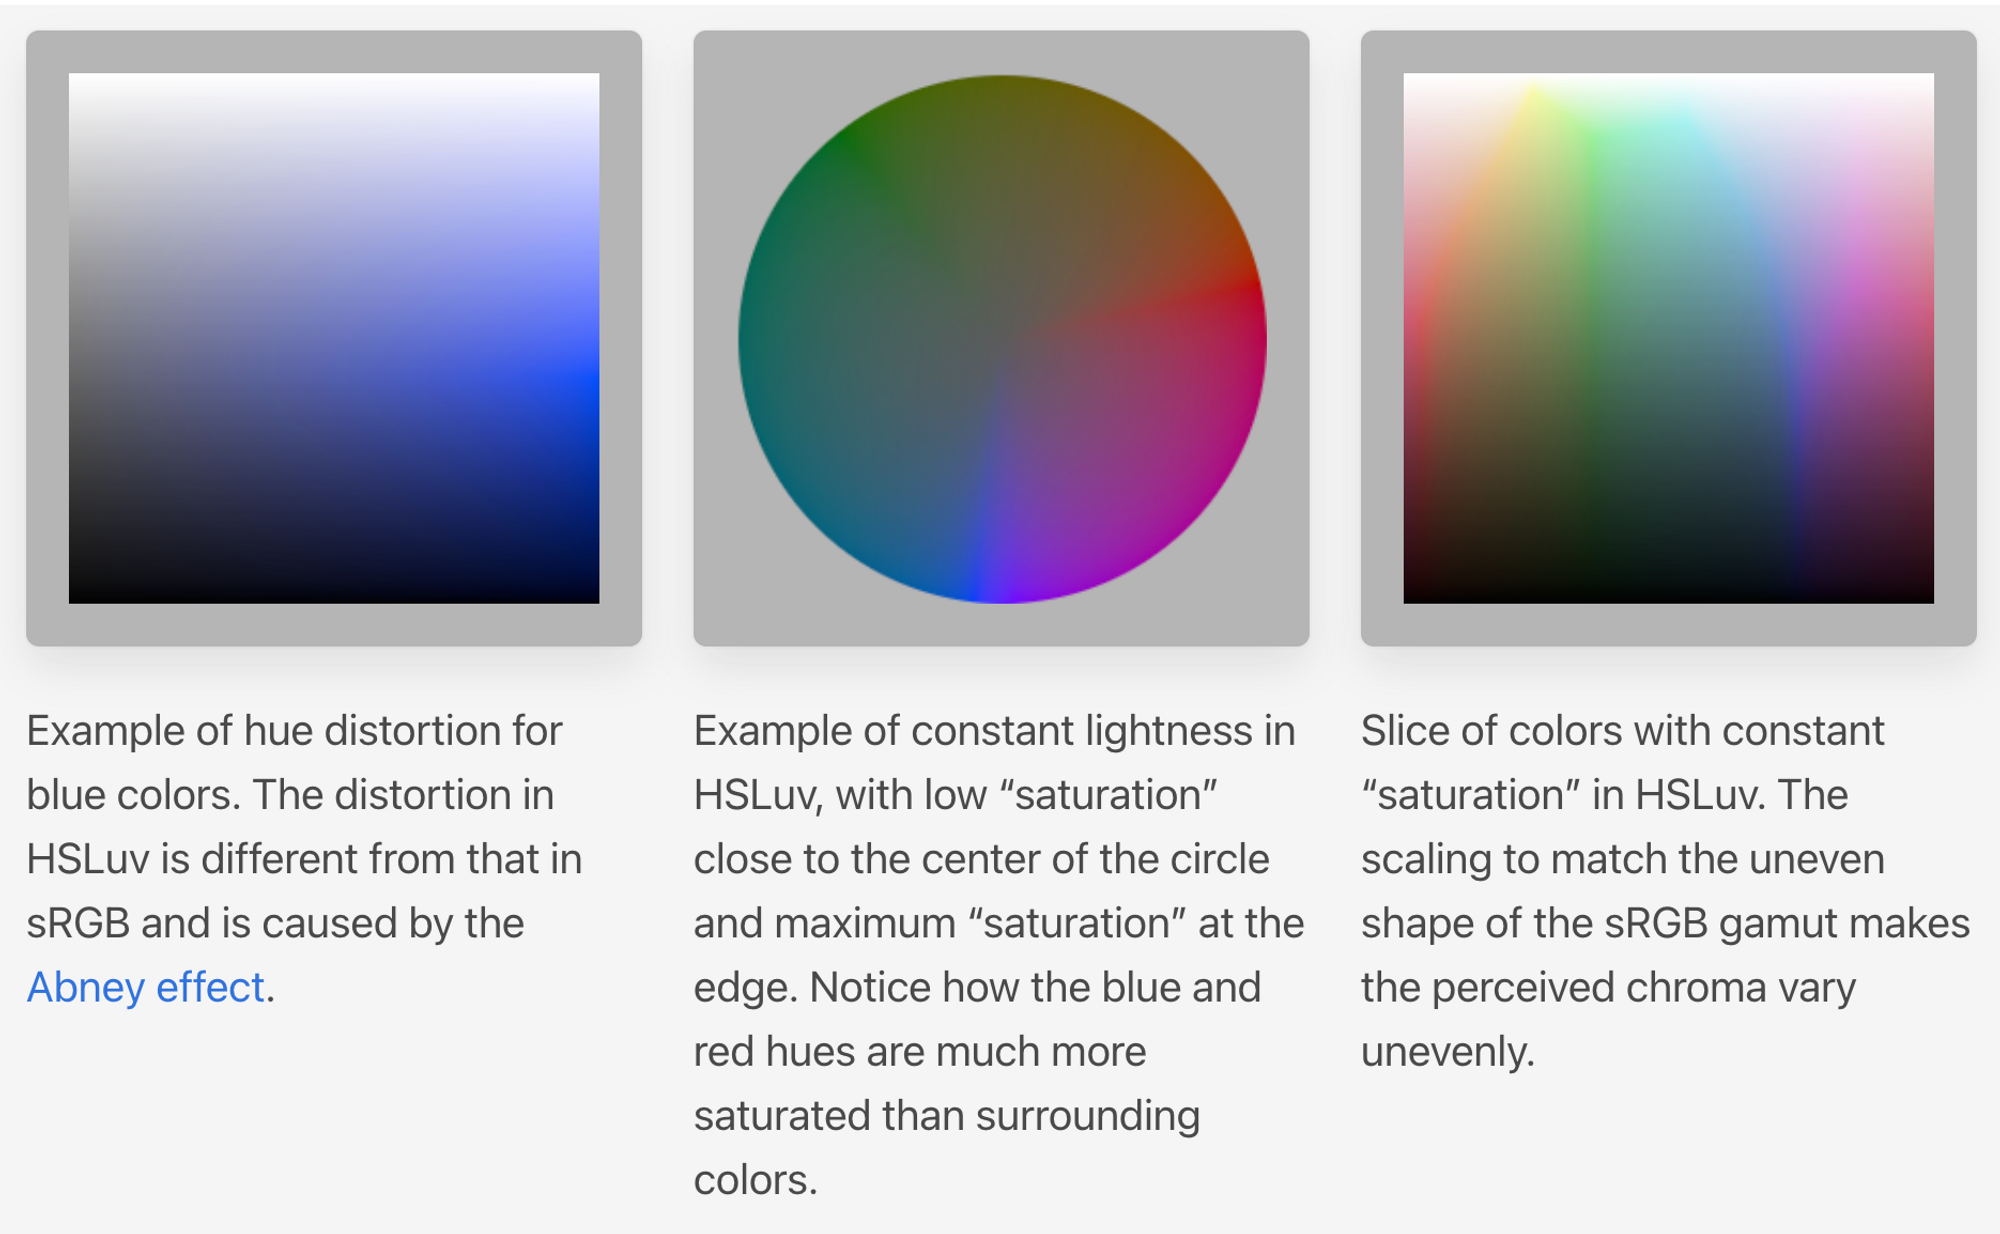 Example of hue distortion for
blue colors. The distortion in
HSLuv is different from that in
sRGB and is caused by the
Abney effect.
Example of constant lightness in
HSLuv, with low “saturation”
close to the center of the circle
and maximum “saturation” at the
edge. Notice how the blue and
red hues are much more
saturated than surrounding
colors.
Slice of colors with constant
“saturation” in HSLuv. The
scaling to match the uneven
shape of the sRGB gamut makes
the perceived chroma vary
unevenly.